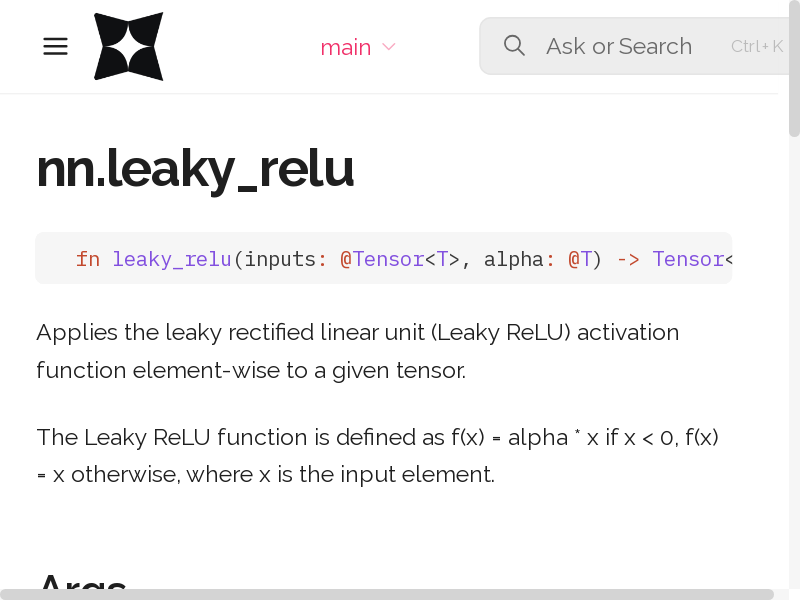 main
Ask or Search
Ctrl+K
nn.leaky_relu
fn leaky_relu(inputs: @Tensor<T>, alpha: @T) -> Tensor<
Applies the leaky rectified linear unit (Leaky ReLU) activation
function element-wise to a given tensor.
The Leaky ReLU function is defined as f(x) = alpha * x if x < 0, f(x)
= x otherwise, where x is the input element.
Args